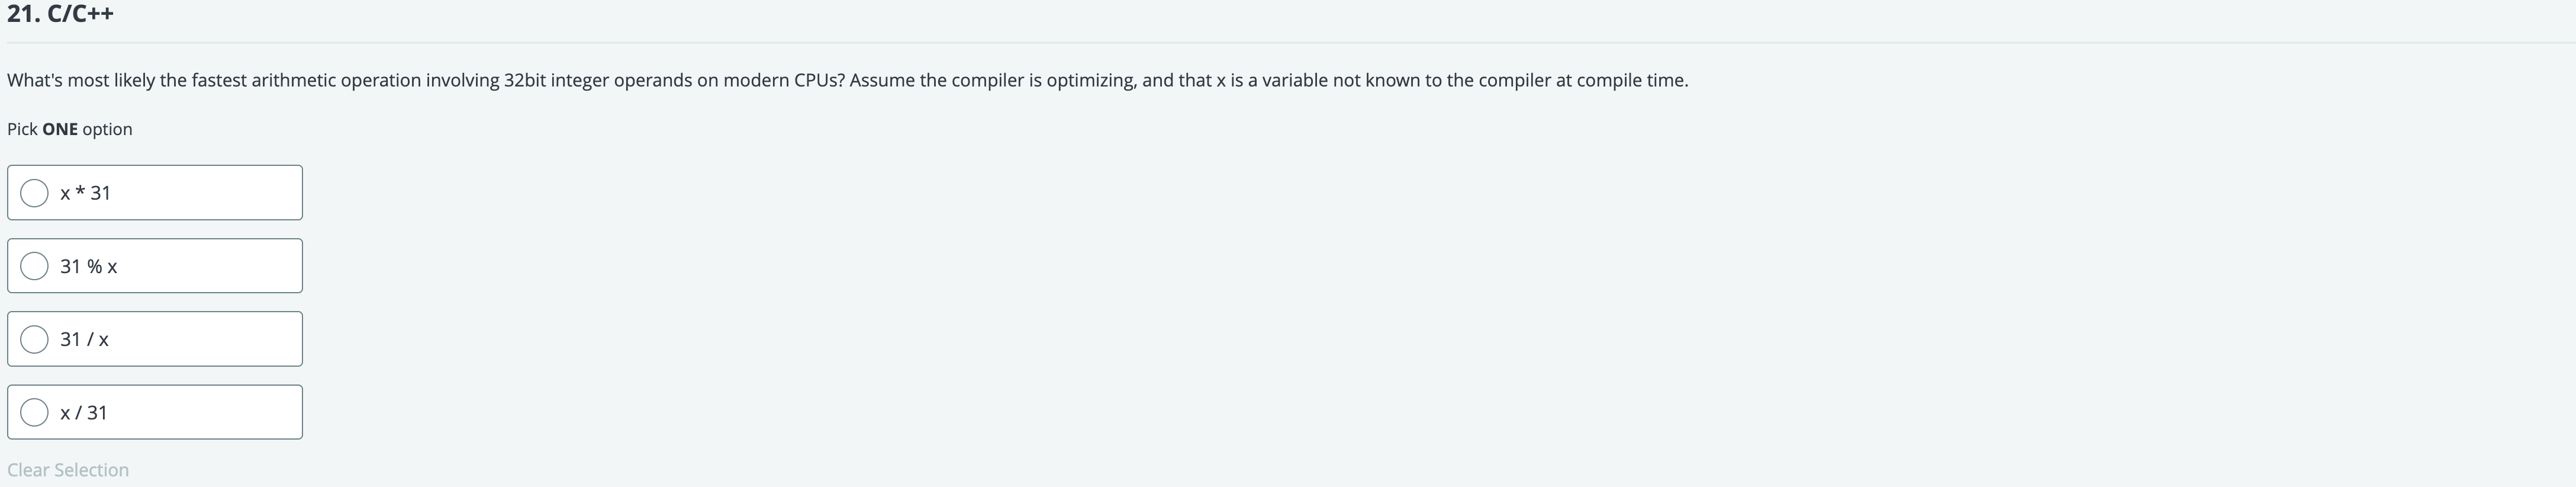 21. C/C++
What's most likely the fastest arithmetic operation involving 32bit integer operands on modern CPUs? Assume the compiler is optimizing, and that x is a variable not known to the compiler at compile time.
Pick ONE option
x * 31
31 % x
31 / x
x / 31
Clear Selection